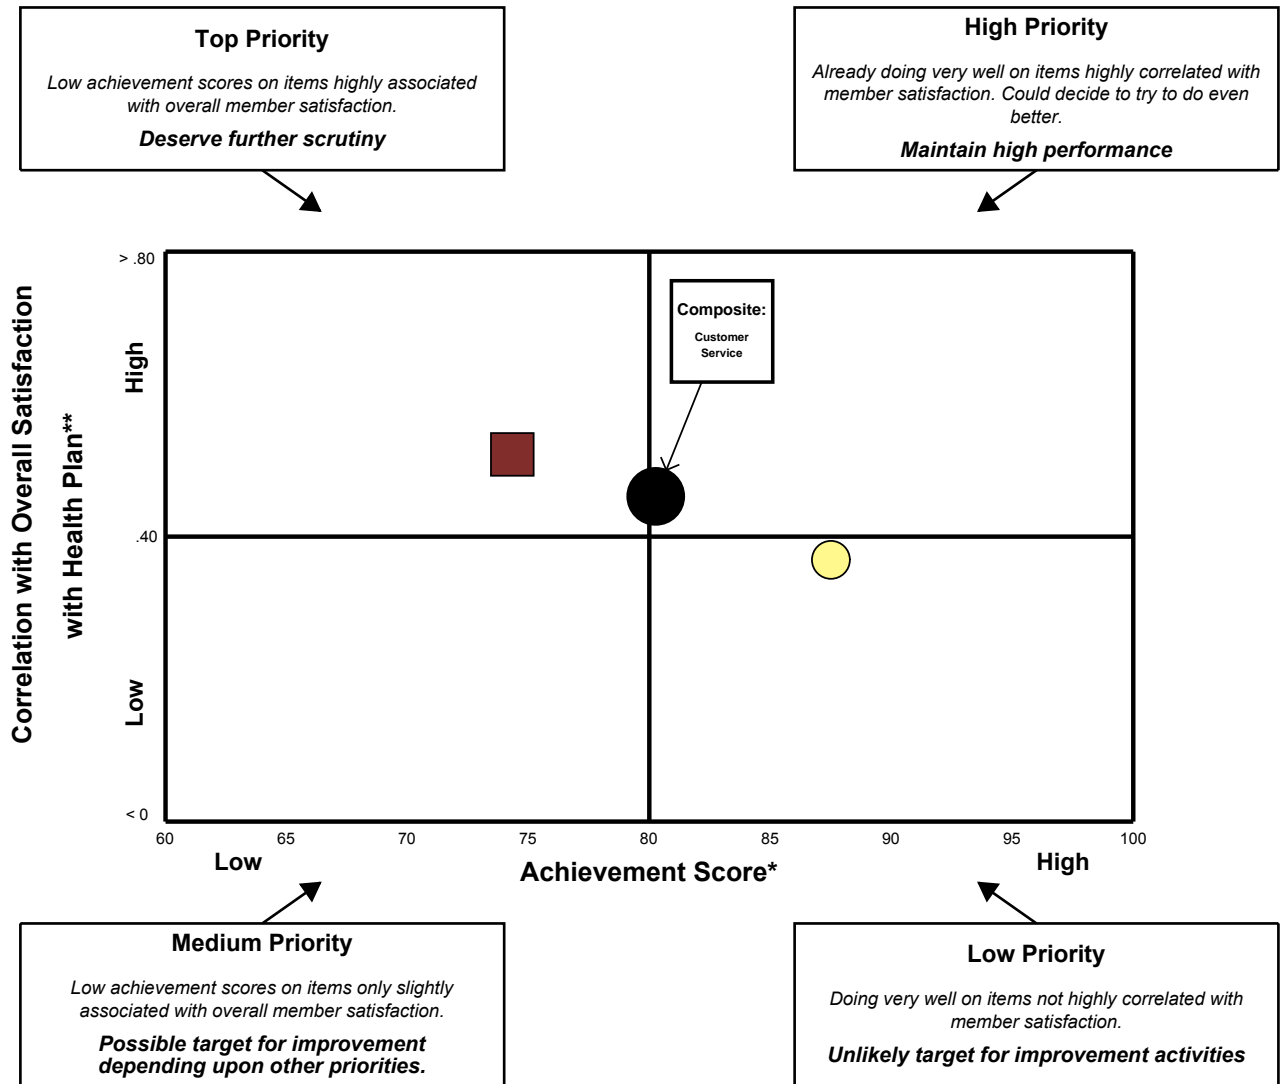 Top Priority
Low achievement scores on items highly associated
with overall member satisfaction.
Deserve further scrutiny
High Priority
Already doing very well on items highly correlated with
member satisfaction. Could decide to try to do even
better.
Maintain high performance
Correlation with Overall Satisfaction
with Health Plan**
High
Low
> .80
.40
< 0
Composite:
Customer
Service
60
65
70
75
80
85
90
95
100
Low
Achievement Score*
High
Medium Priority
Low achievement scores on items only slightly
associated with overall member satisfaction.
Possible target for improvement
depending upon other priorities.
Low Priority
Doing very well on items not highly correlated with
member satisfaction.
Unlikely target for improvement activities